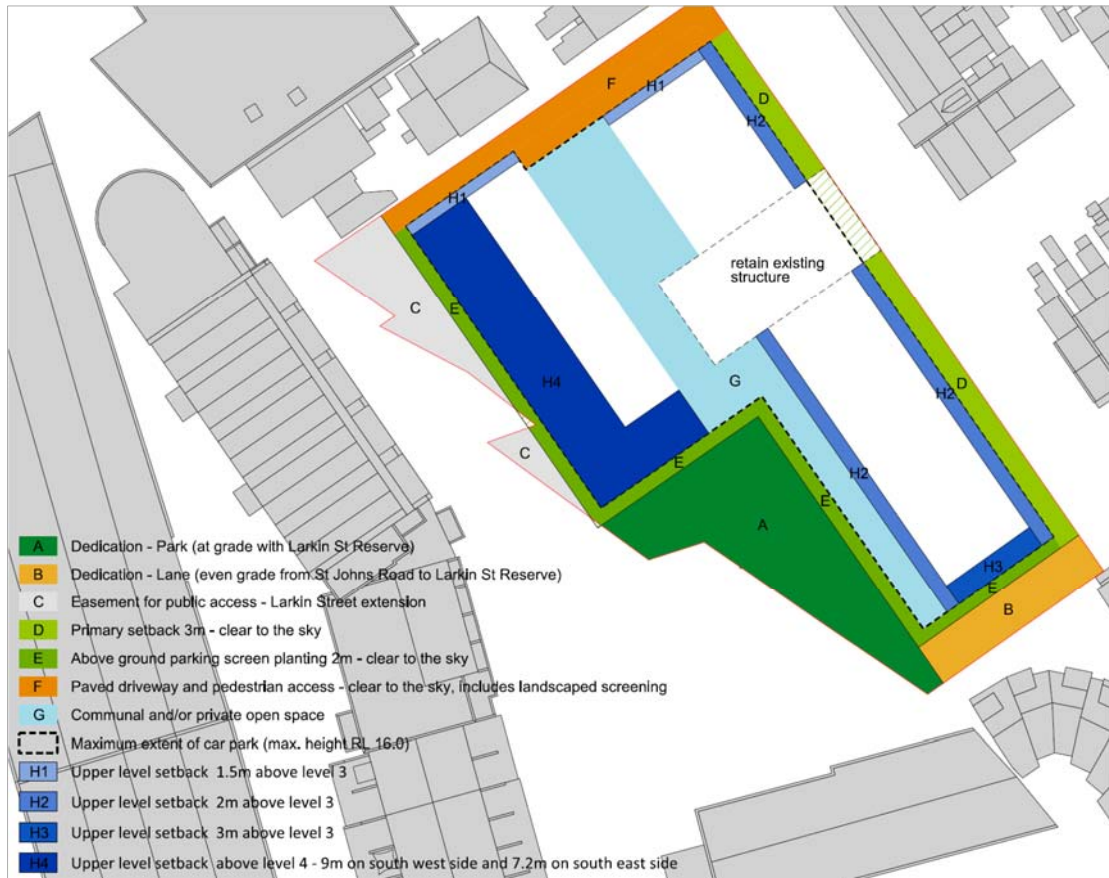 F
H1
D
H2
H1
retain existing
structure
C
E
H4
G
D
H2
C
E
H2
E
A
H3
E
B
A Dedication - Park (at grade with Larkin St Reserve)
B Dedication - Lane (even grade from St Johns Road to Larkin St Reserve)
C Easement for public access - Larkin Street extension
D Primary setback 3m - clear to the sky
E Above ground parking screen planting 2m - clear to the sky
F Paved driveway and pedestrian access - clear to the sky, includes landscaped screening
G Communal and/or private open space
Maximum extent of car park (max. height RL 16.0)
H1 Upper level setback 1.5m above level 3
H2 Upper level setback 2m above level 3
H3 Upper level setback 3m above level 3
H4 Upper level setback above level 4 - 9m on south west side and 7.2m on south east side